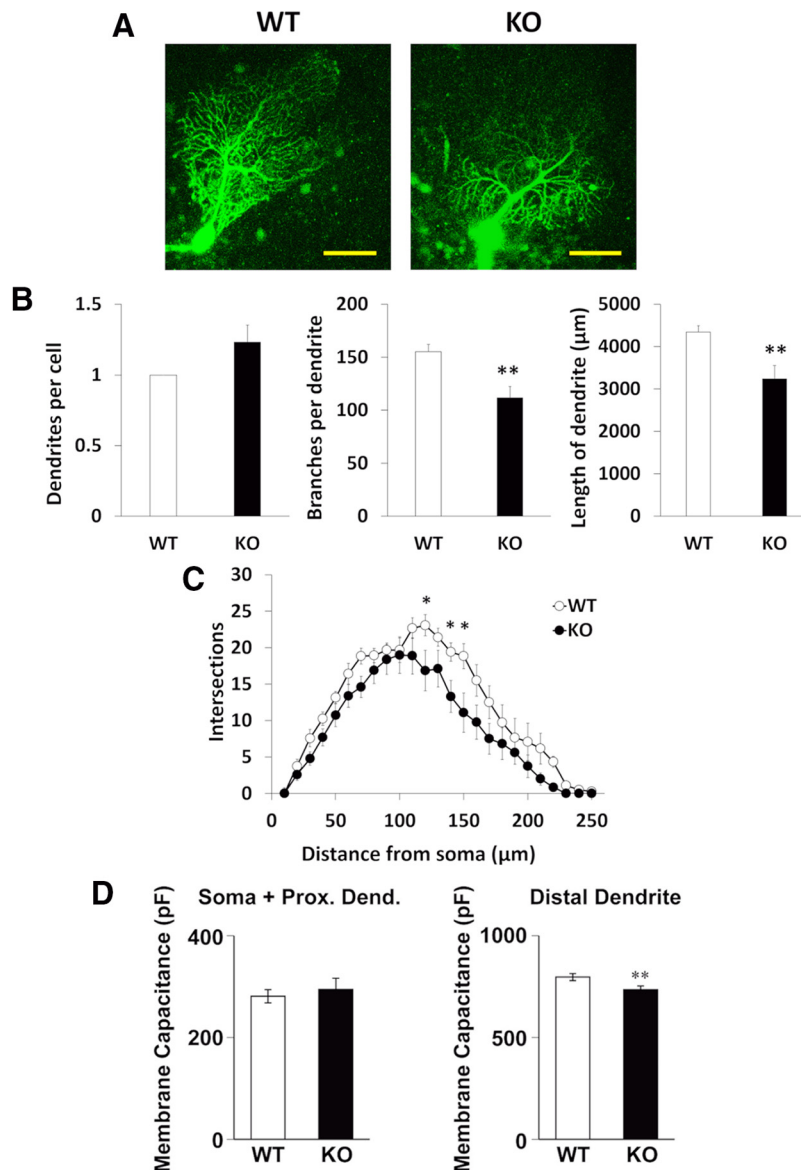 A
WT
KO
B
Dendrites per cell
1.5
1
0.5
0
WT
KO
Branches per dendrite
200
150
100
50
0
**
WT
KO
Length of dendrite (µm)
5000
4000
3000
2000
1000
0
**
WT
KO
C
Intersections
30
25
20
15
10
5
0
*
* *
WT
KO
0
50
100
150
200
250
Distance from soma (µm)
D
Soma + Prox. Dend.
Membrane Capacitance (pF)
400
200
0
WT
KO
Distal Dendrite
Membrane Capacitance (pF)
1000
500
0
**
WT
KO